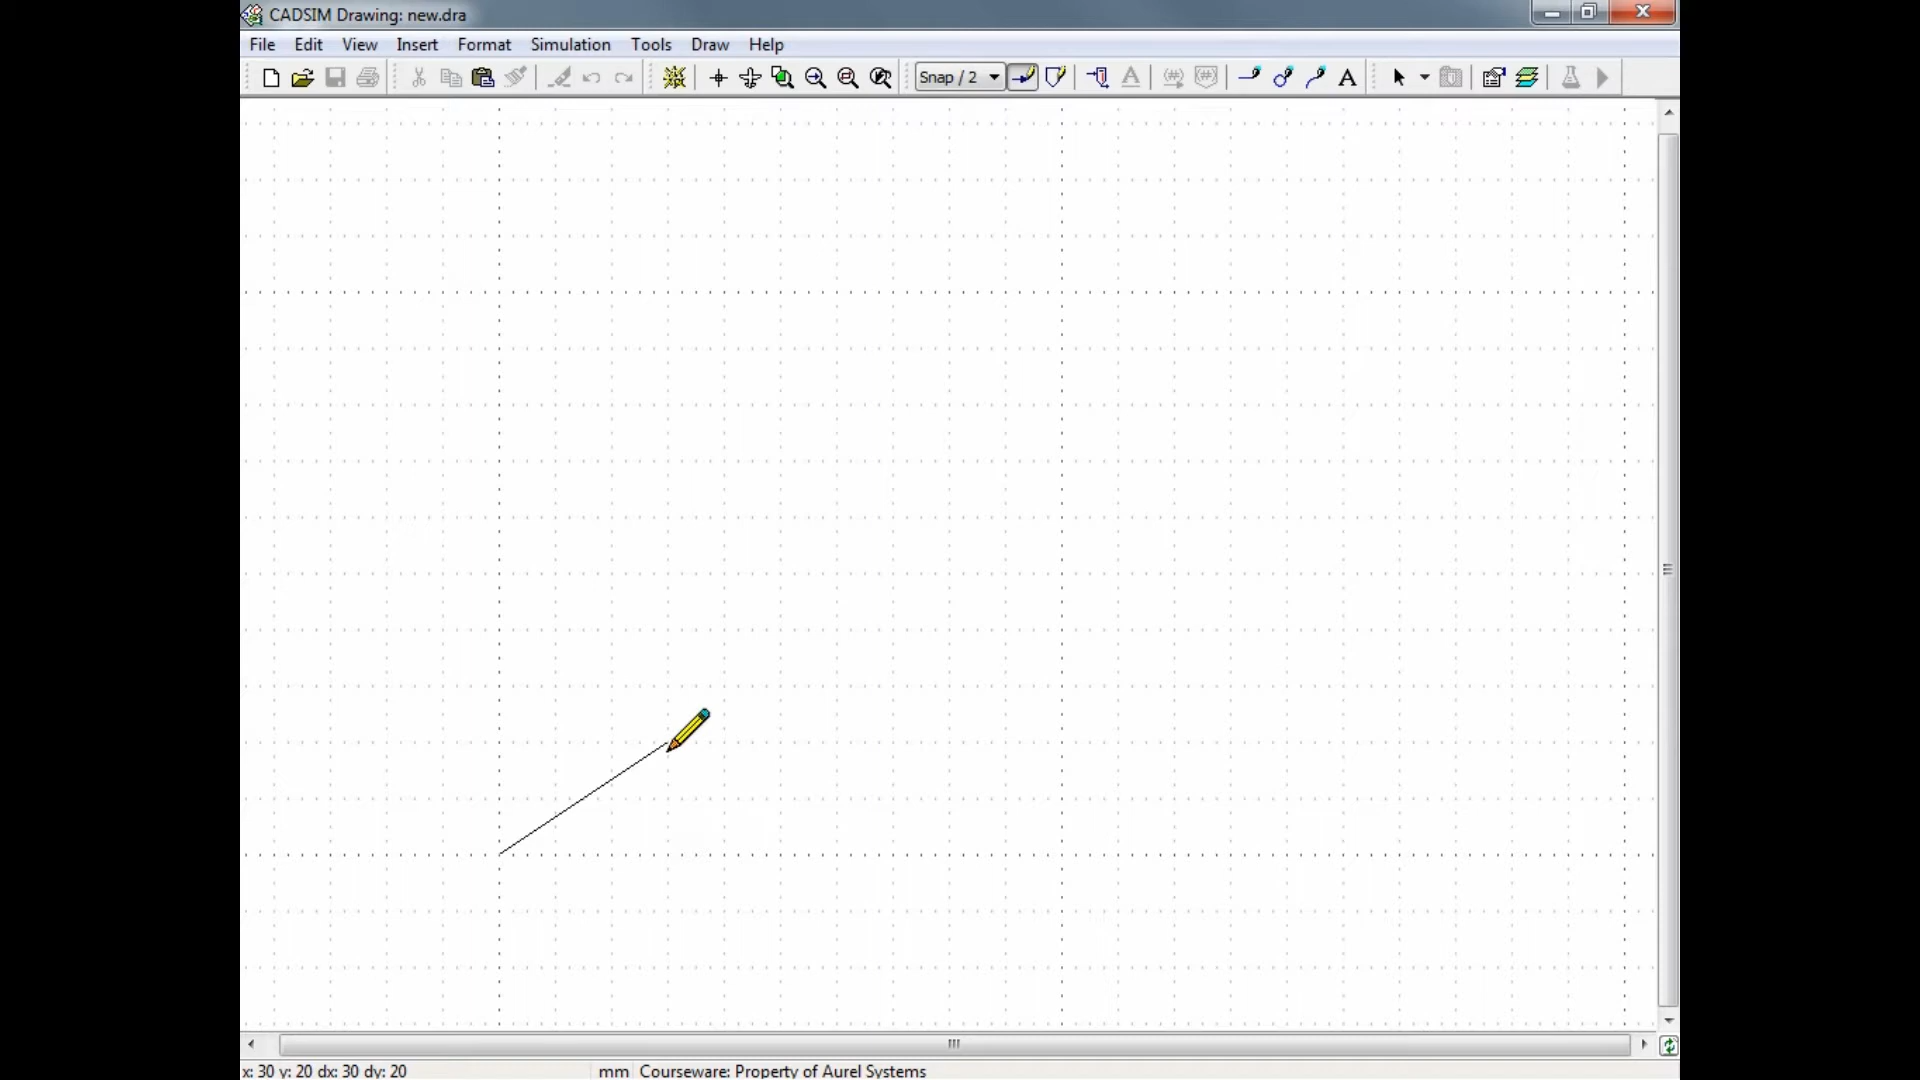 CADSIM Drawing: new.dra
File Edit View Insert Format Simulation Tools Draw Help
Snap / 2 A A
x: 30 y: 20 dx: 30 dy: 20 mm Courseware: Property of Aurel Systems